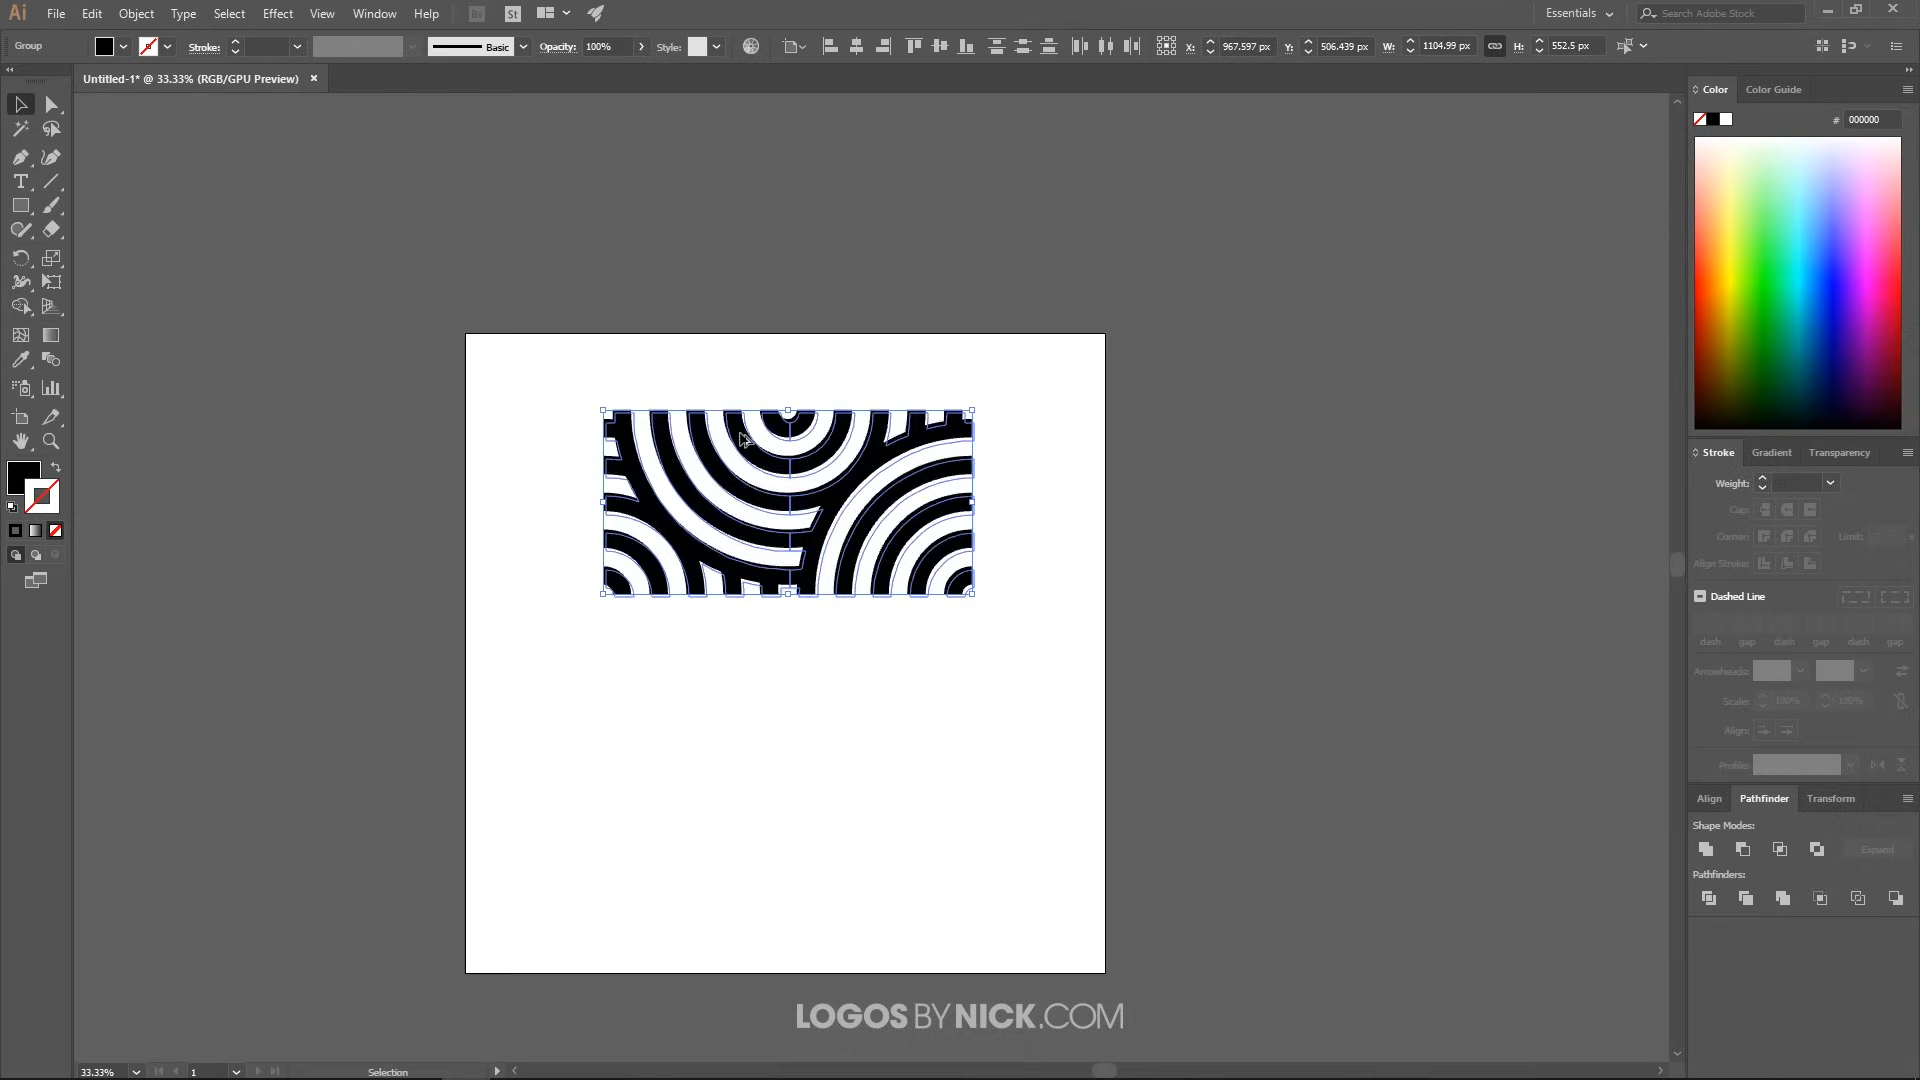 Ai File Edit Object Type Select Effect View Window Help Br St Essentials Search Adobe Stock
Group Stroke: Basic Opacity: 100% Style: X: 967.597 px Y: 506.439 px W: 1104.99 px H: 552.5 px
Untitled-1* @ 33.33% (RGB/GPU Preview)
Color Color Guide
# 000000
Stroke Gradient Transparency
Weight:
Cap:
Corner: Limit:
Align Stroke:
Dashed Line
dash gap dash gap dash gap
Arrowheads:
Scale: 100% 100%
Align:
Profile:
Align Pathfinder Transform
Shape Modes:
Expand
Pathfinders:
LOGOS BY NICK.COM
33.33% 1 Selection